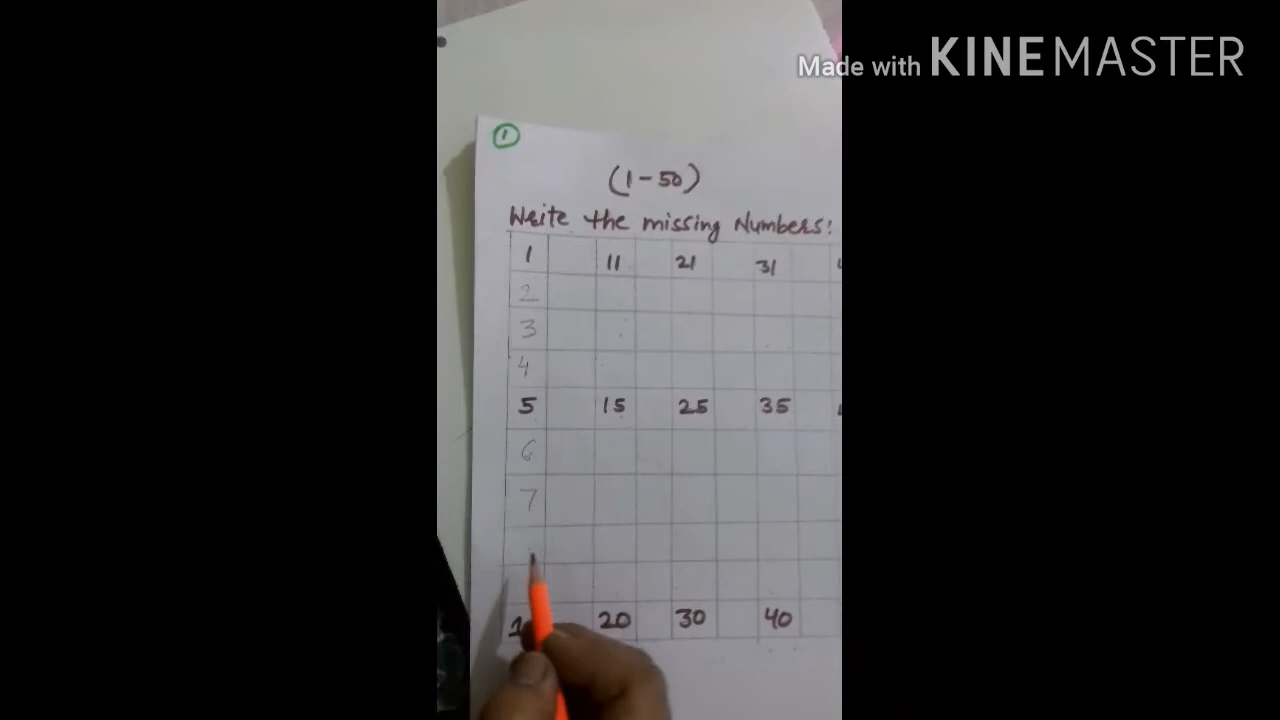 Made with KINEMASTER
1
(1-50)
Write the missing Numbers:
1 11 21 31
2
3
4
5 15 25 35
6
7
20 30 40